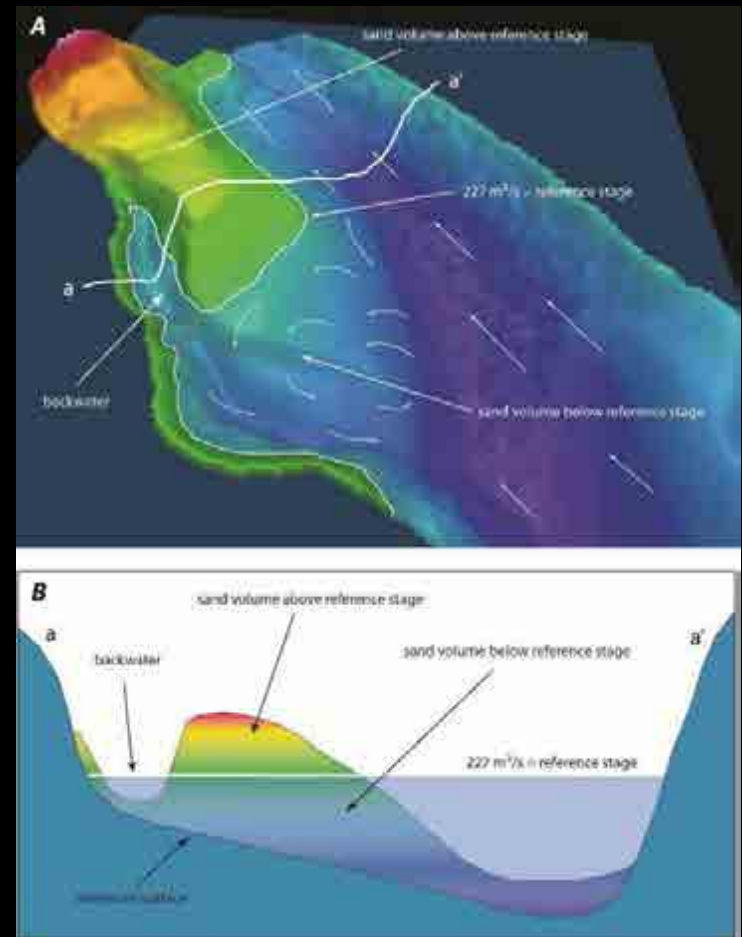 A
sand volume above reference stage
a'
227 m³/s = reference stage
a
backwater
sand volume below reference stage
B
sand volume above reference stage
a
a'
backwater
sand volume below reference stage
227 m³/s = reference stage
surface